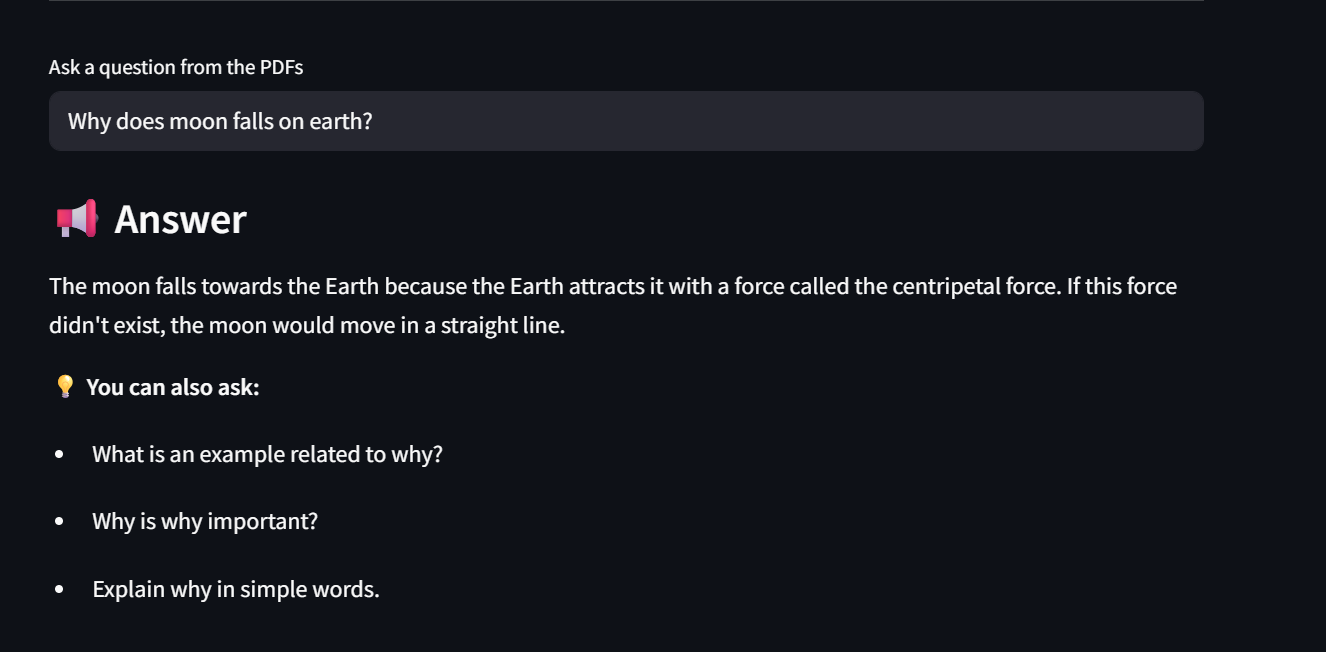 Ask a question from the PDFs
Why does moon falls on earth?
📢 Answer
The moon falls towards the Earth because the Earth attracts it with a force called the centripetal force. If this force
didn't exist, the moon would move in a straight line.
💡 You can also ask:
• What is an example related to why?
• Why is why important?
• Explain why in simple words.